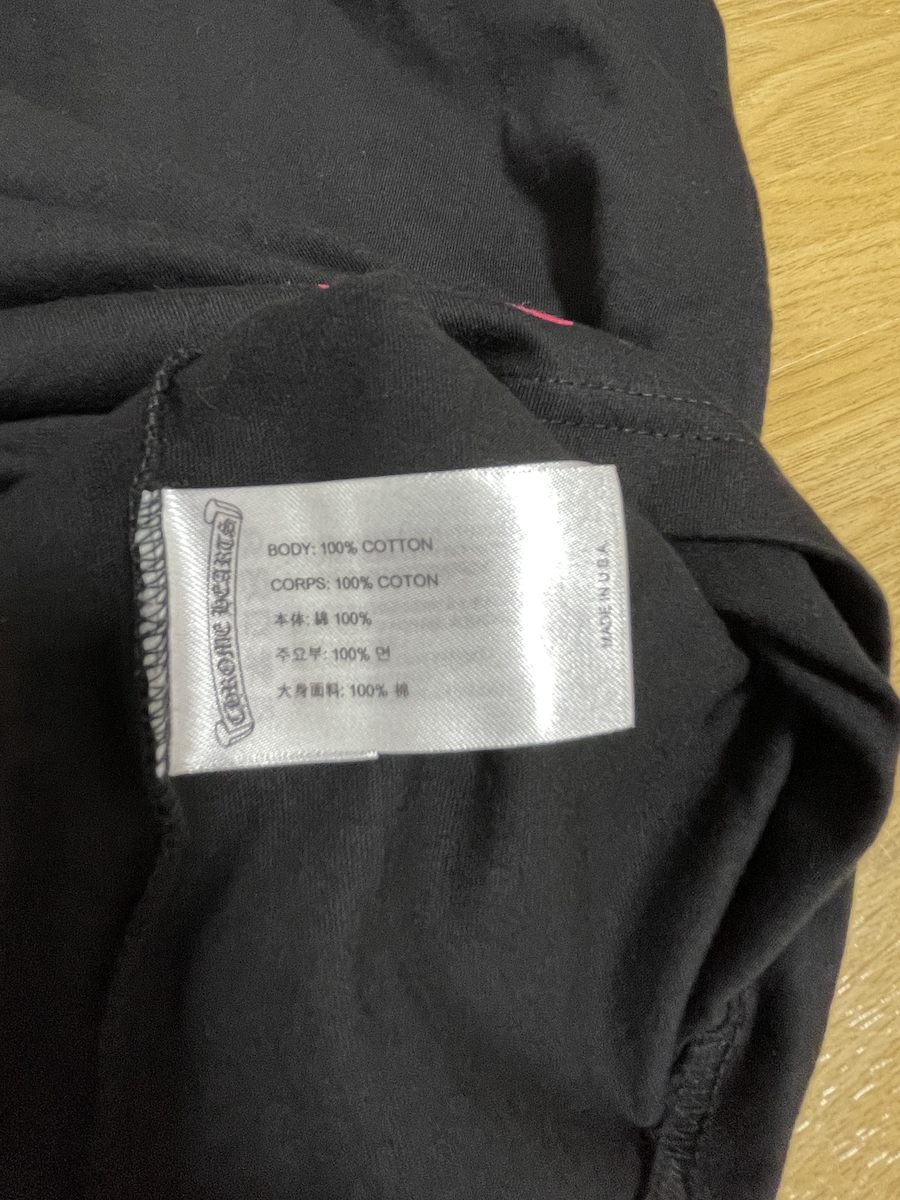 CHROME HEARTS
BODY: 100% COTTON
CORPS: 100% COTON
本体: 綿 100%
주요부: 100% 면
大身面料: 100% 棉
MADE IN U.S.A.